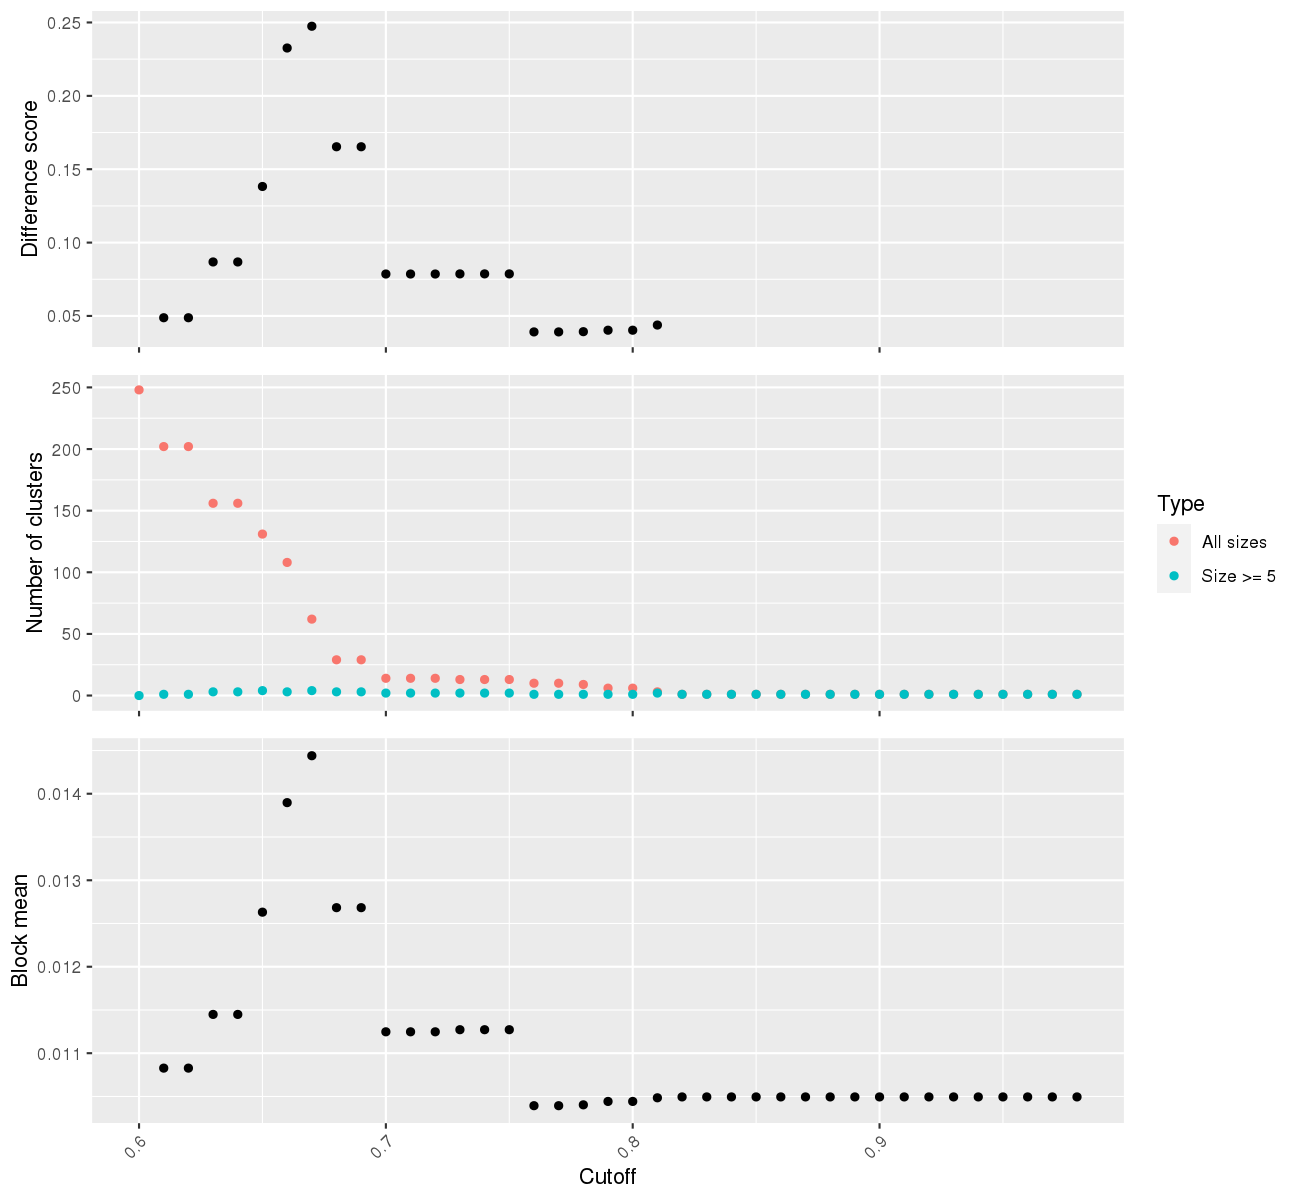 Difference score
0.25
0.20
0.15
0.10
0.05
Number of clusters
250
200
150
100
50
0
Type
All sizes
Size >= 5
Block mean
0.014
0.013
0.012
0.011
0.6
0.7
0.8
0.9
Cutoff